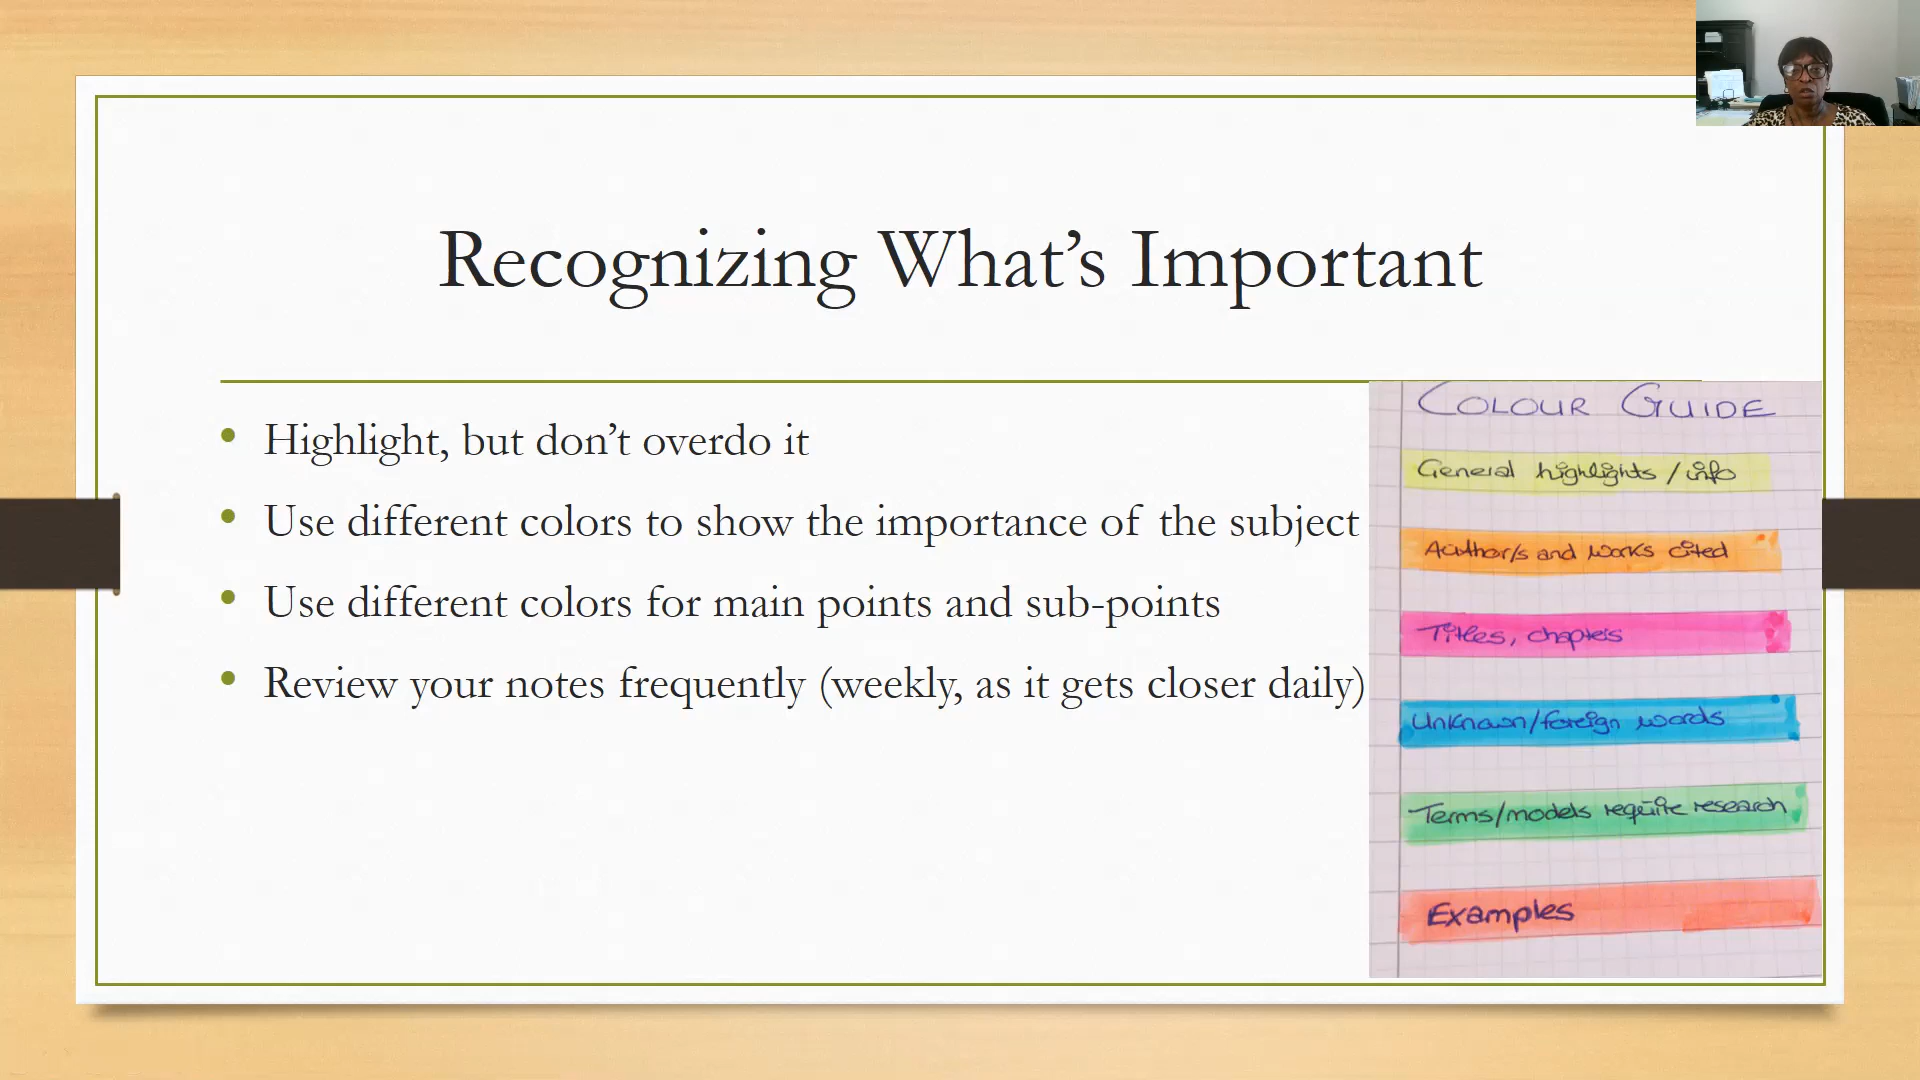 Recognizing What's Important
• Highlight, but don't overdo it
• Use different colors to show the importance of the subject
• Use different colors for main points and sub-points
• Review your notes frequently (weekly, as it gets closer daily)
COLOUR GUIDE
General highlights / info
Author/s and works cited
Titles, chapters
Unknown/foreign words
Terms/models require research
Examples